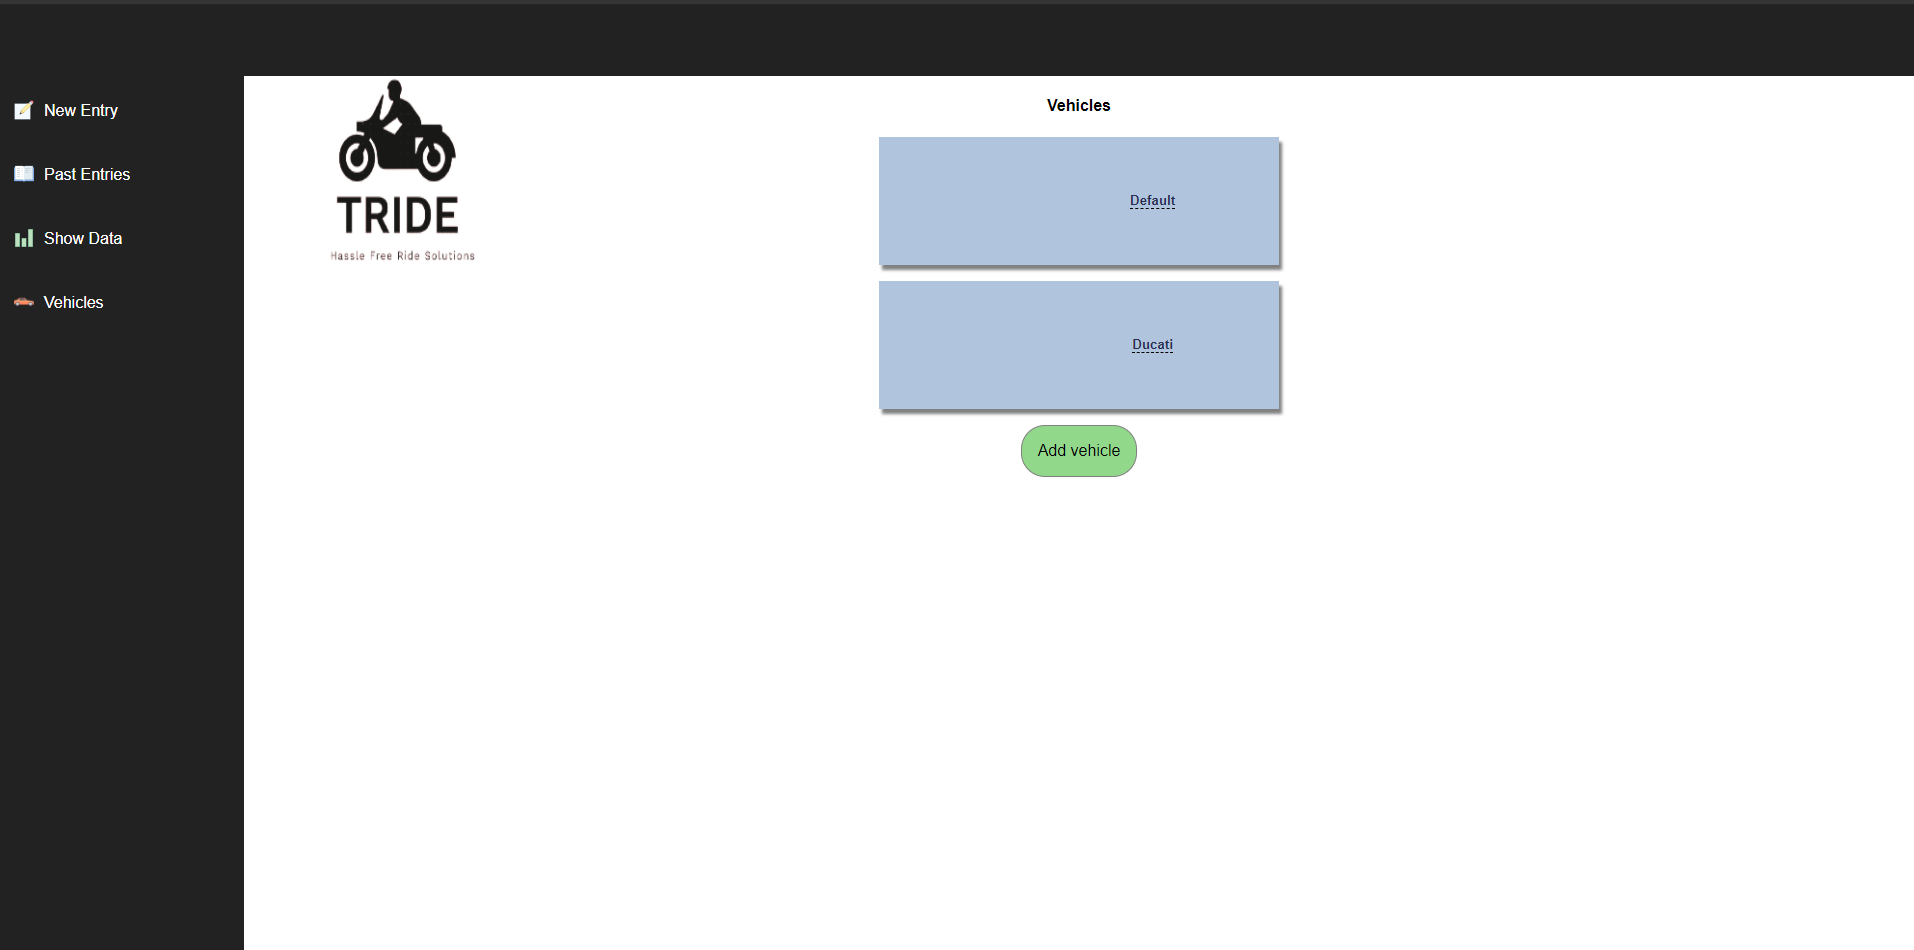 New Entry
Past Entries
Show Data
Vehicles
TRIDE
Hassle Free Ride Solutions
Vehicles
Default
Ducati
Add vehicle